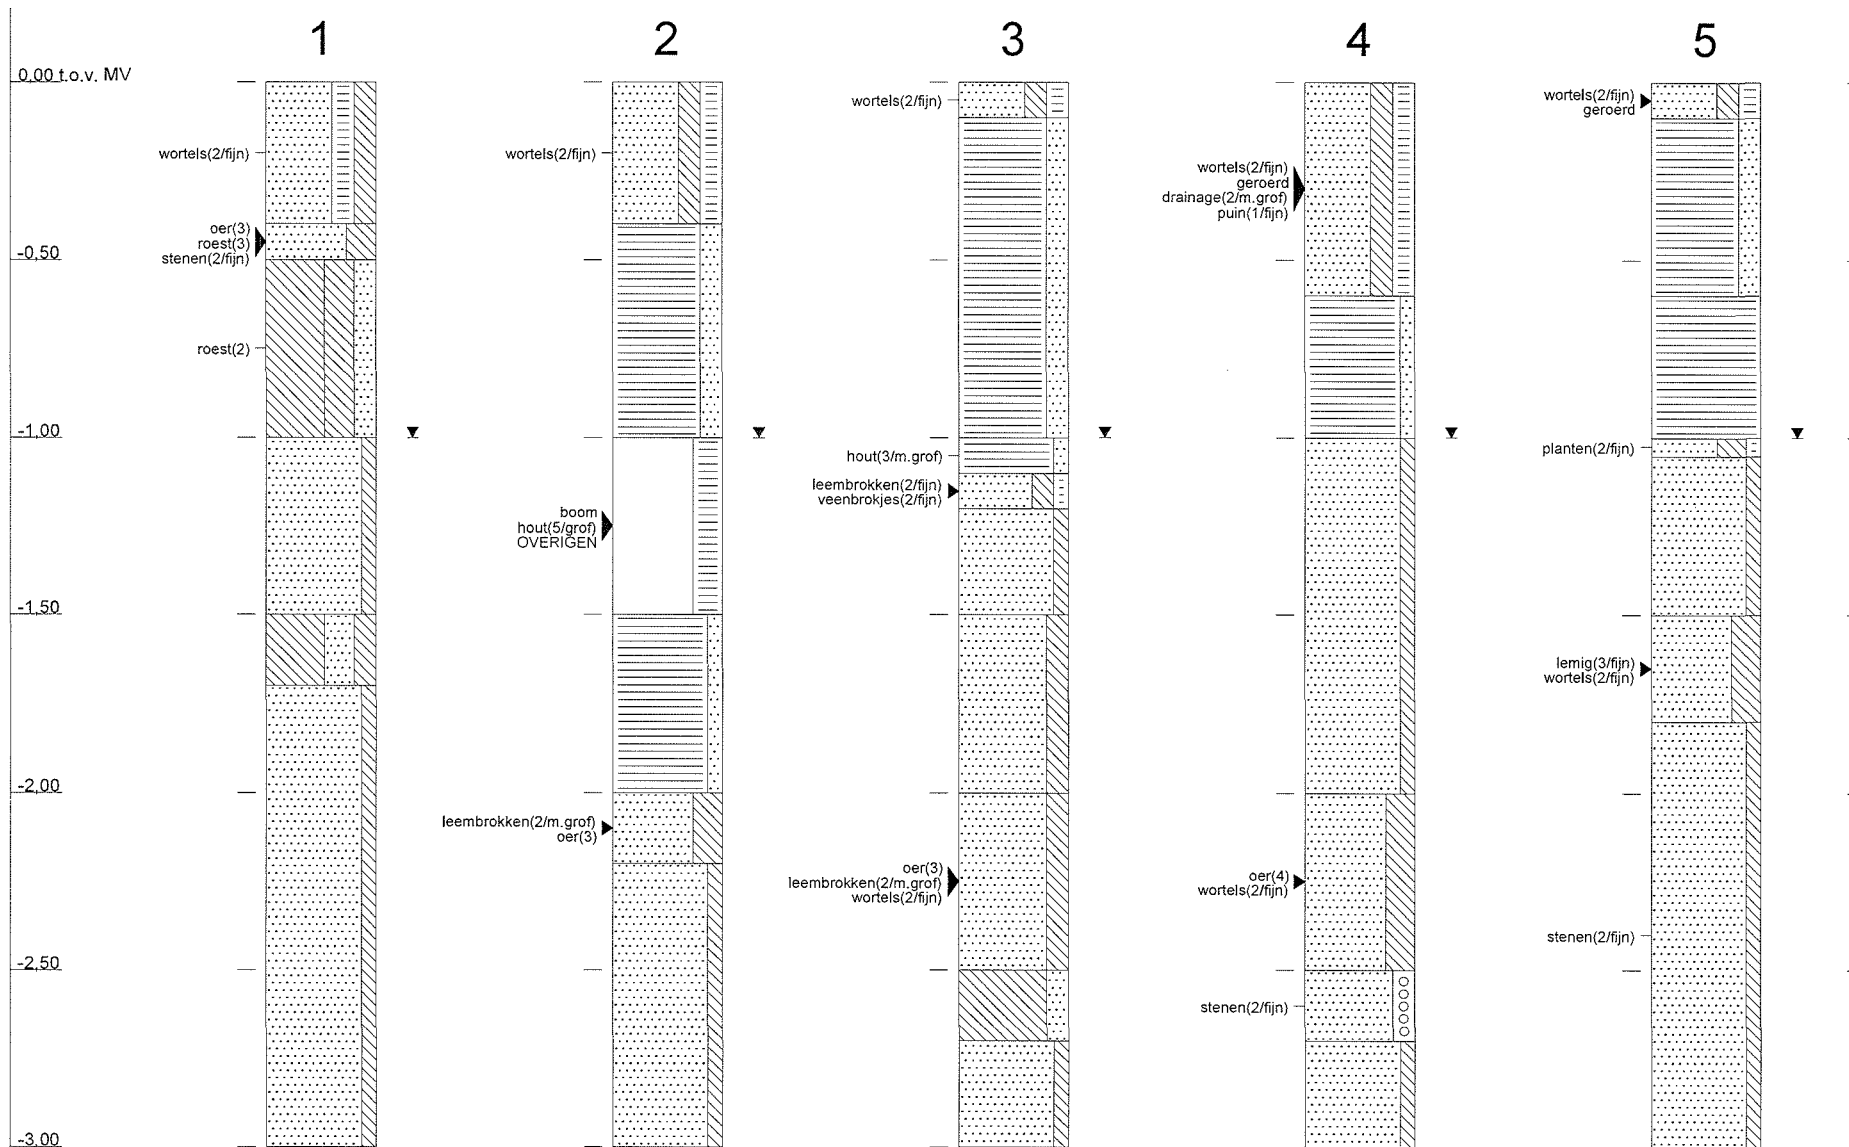 1 2 3 4 5
0,00 t.o.v. MV
-0,50
-1,00
-1,50
-2,00
-2,50
-3,00
wortels(2/fijn)
oer(3)
roest(3)
stenen(2/fijn)
roest(2)
wortels(2/fijn)
boom
hout(5/grof)
OVERIGEN
leembrokken(2/m.grof)
oer(3)
wortels(2/fijn)
hout(3/m.grof)
leembrokken(2/fijn)
veenbrokjes(2/fijn)
oer(3)
leembrokken(2/m.grof)
wortels(2/fijn)
wortels(2/fijn)
geroerd
drainage(2/m.grof)
puin(1/fijn)
oer(4)
wortels(2/fijn)
stenen(2/fijn)
wortels(2/fijn)
geroerd
planten(2/fijn)
lemig(3/fijn)
wortels(2/fijn)
stenen(2/fijn)